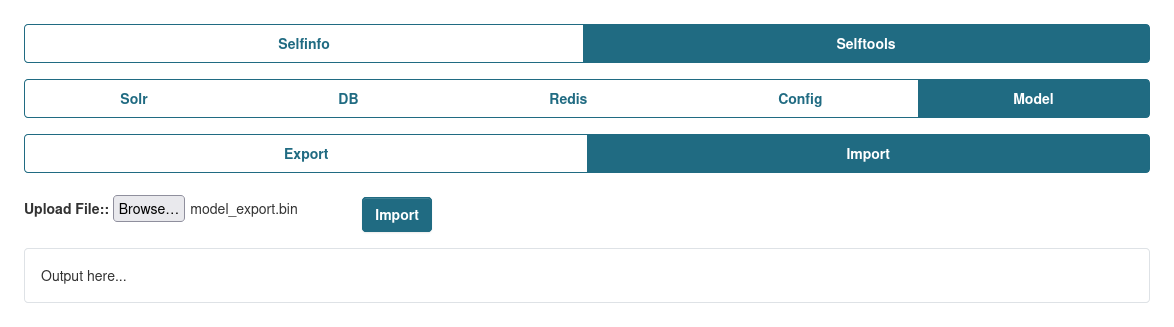 Selfinfo Selftools
Solr DB Redis Config Model
Export Import
Upload File:: Browse... model_export.bin Import
Output here...